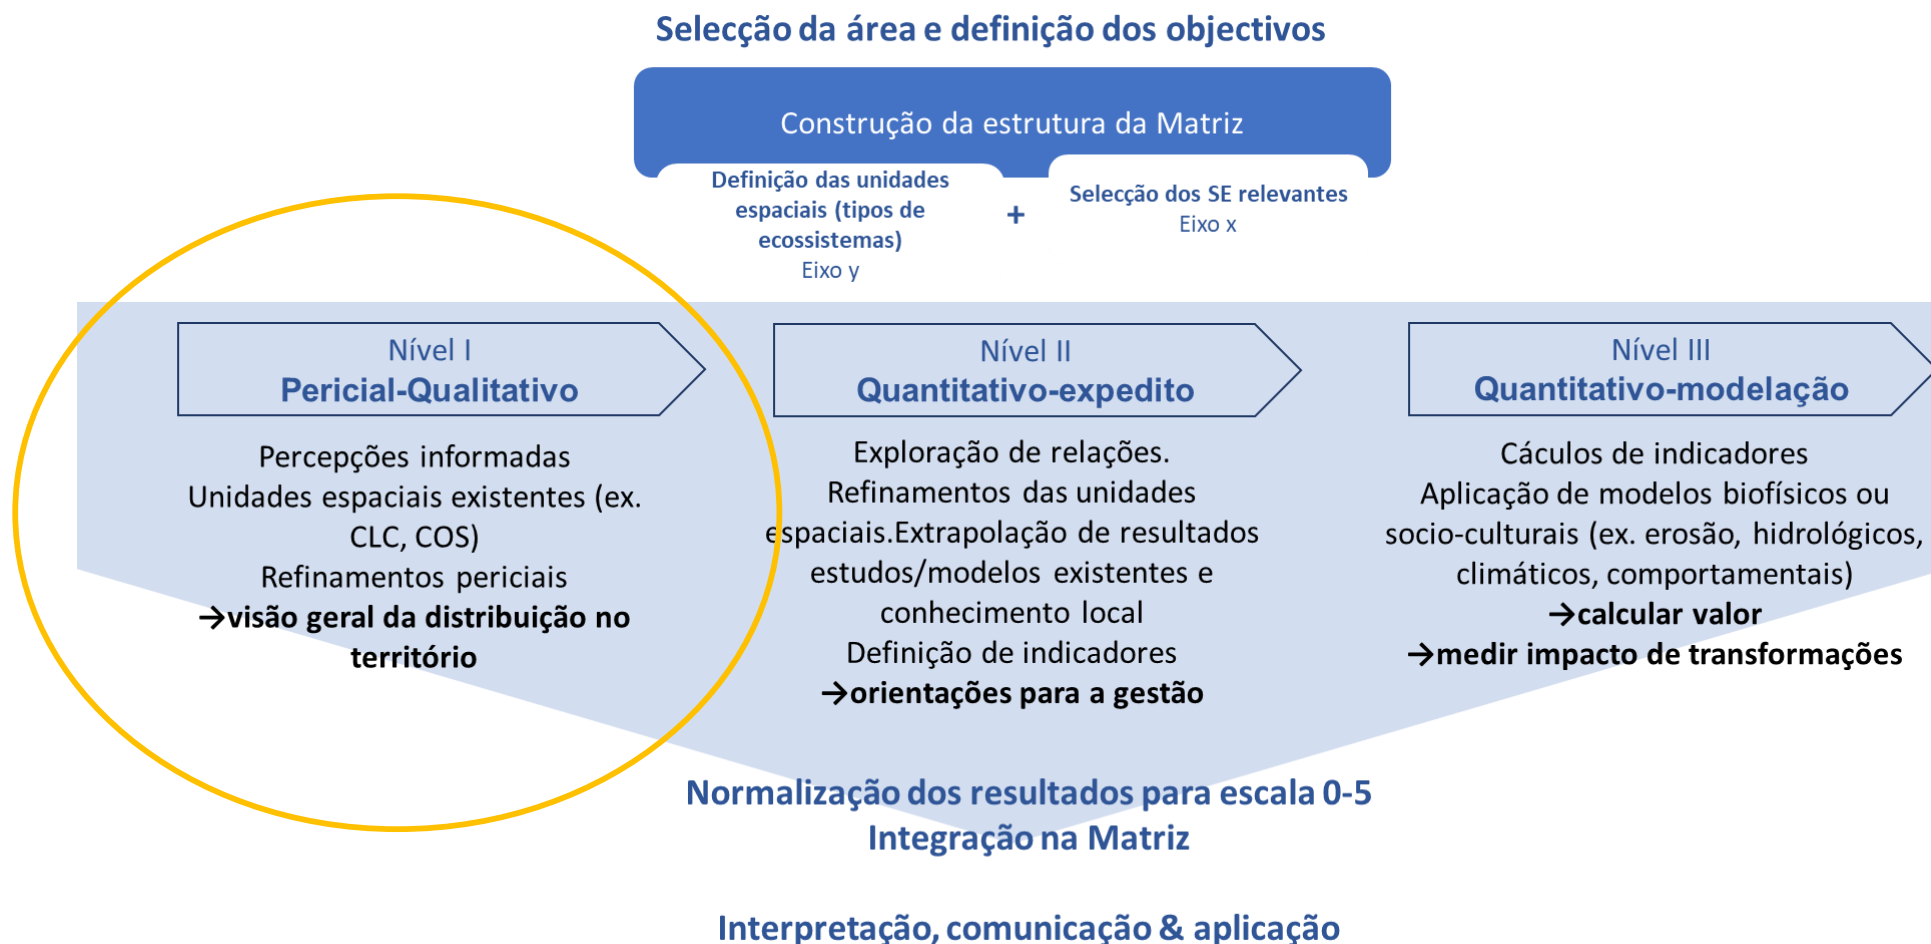 Selecção da área e definição dos objectivos
Construção da estrutura da Matriz
Definição das unidades
espaciais (tipos de
ecossistemas)
Eixo y
+
Selecção dos SE relevantes
Eixo x
Nível I
Pericial-Qualitativo
Percepções informadas
Unidades espaciais existentes (ex.
CLC, COS)
Refinamentos periciais
→visão geral da distribuição no
território
Nível II
Quantitativo-expedito
Exploração de relações.
Refinamentos das unidades
espaciais.Extrapolação de resultados
estudos/modelos existentes e
conhecimento local
Definição de indicadores
→orientações para a gestão
Nível III
Quantitativo-modelação
Cáculos de indicadores
Aplicação de modelos biofísicos ou
socio-culturais (ex. erosão, hidrológicos,
climáticos, comportamentais)
→calcular valor
→medir impacto de transformações
Normalização dos resultados para escala 0-5
Integração na Matriz
Interpretação, comunicação & aplicação